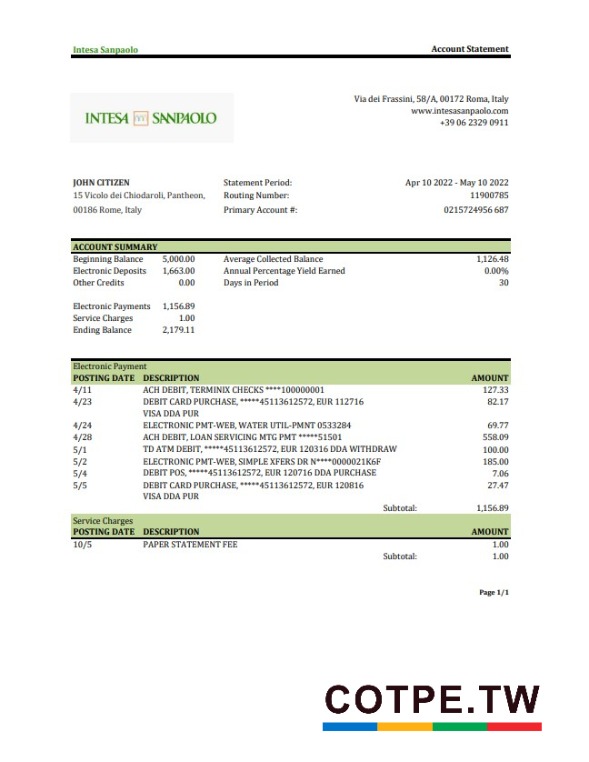 Intesa Sanpaolo Account Statement
INTESA SANPAOLO
Via dei Frassini, 58/A, 00172 Roma, Italy
www.intesasanpaolo.com
+39 06 2329 0911
JOHN CITIZEN Statement Period: Apr 10 2022 - May 10 2022
15 Vicolo dei Chiodaroli, Pantheon, Routing Number: 11900785
00186 Rome, Italy Primary Account #: 0215724956 687
ACCOUNT SUMMARY
Beginning Balance 5,000.00 Average Collected Balance 1,126.48
Electronic Deposits 1,663.00 Annual Percentage Yield Earned 0.00%
Other Credits 0.00 Days in Period 30
Electronic Payments 1,156.89
Service Charges 1.00
Ending Balance 2,179.11
Electronic Payment
POSTING DATE DESCRIPTION AMOUNT
4/11 ACH DEBIT, TERMINIX CHECKS ****100000001 127.33
4/23 DEBIT CARD PURCHASE, *****45113612572, EUR 112716 82.17
VISA DDA PUR
4/24 ELECTRONIC PMT-WEB, WATER UTIL-PMNT 0533284 69.77
4/28 ACH DEBIT, LOAN SERVICING MTG PMT *****51501 558.09
5/1 TD ATM DEBIT, *****45113612572, EUR 120316 DDA WITHDRAW 100.00
5/2 ELECTRONIC PMT-WEB, SIMPLE XFERS DR N****0000021K6F 185.00
5/4 DEBIT POS, *****45113612572, EUR 120716 DDA PURCHASE 7.06
5/5 DEBIT CARD PURCHASE, *****45113612572, EUR 120816 27.47
VISA DDA PUR
Subtotal: 1,156.89
Service Charges
POSTING DATE DESCRIPTION AMOUNT
10/5 PAPER STATEMENT FEE 1.00
Subtotal: 1.00
Page 1/1
COTPE.TW